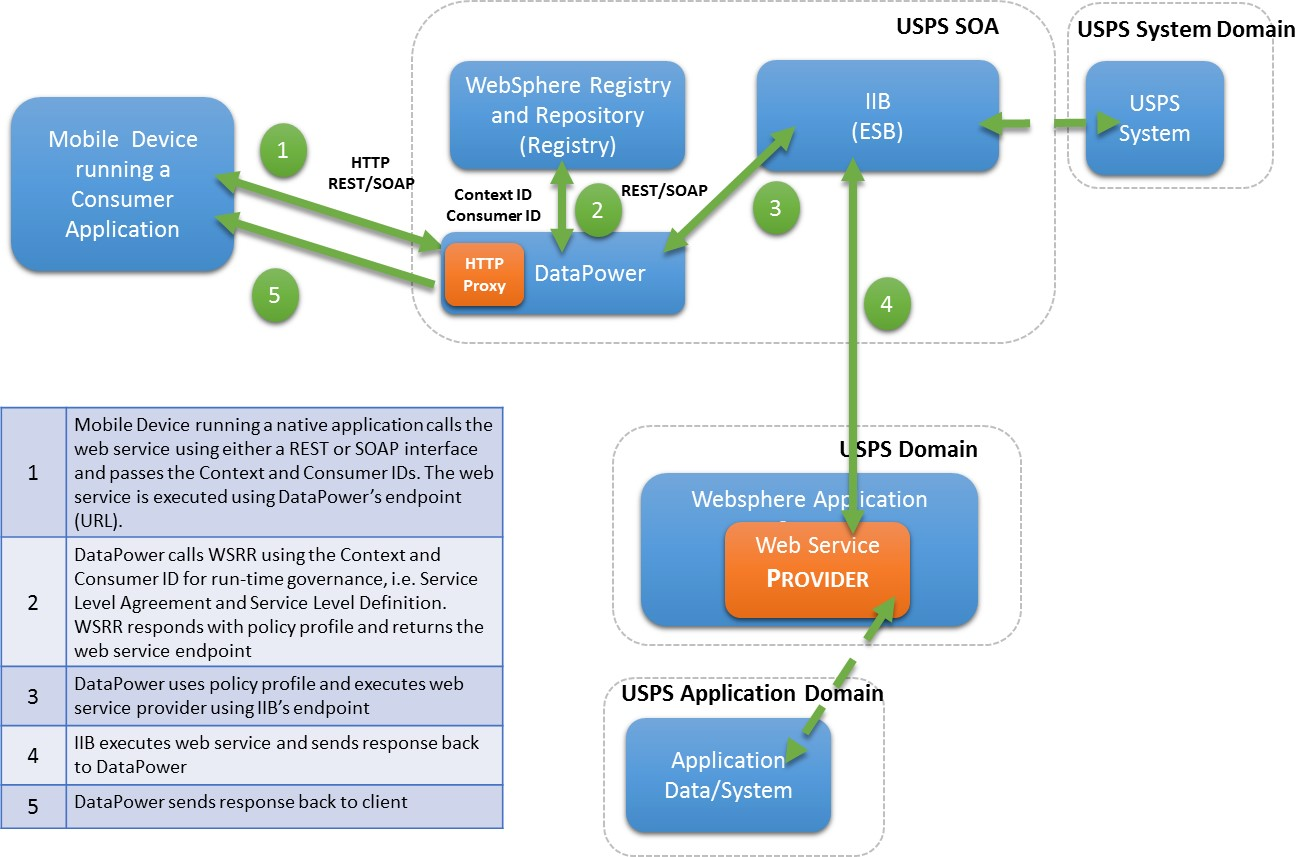 USPS SOA
USPS System Domain
WebSphere Registry
and Repository
(Registry)
IIB
(ESB)
USPS
System
Mobile Device
running a
Consumer
Application
1
HTTP
REST/SOAP
Context ID
Consumer ID
2
REST/SOAP
3
HTTP
Proxy
DataPower
5
4
USPS Domain
Websphere Application
Web Service
PROVIDER
USPS Application Domain
Application
Data/System
1
Mobile Device running a native application calls the
web service using either a REST or SOAP interface
and passes the Context and Consumer IDs. The web
service is executed using DataPower’s endpoint
(URL).
2
DataPower calls WSRR using the Context and
Consumer ID for run-time governance, i.e. Service
Level Agreement and Service Level Definition.
WSRR responds with policy profile and returns the
web service endpoint
3
DataPower uses policy profile and executes web
service provider using IIB’s endpoint
4
IIB executes web service and sends response back
to DataPower
5
DataPower sends response back to client